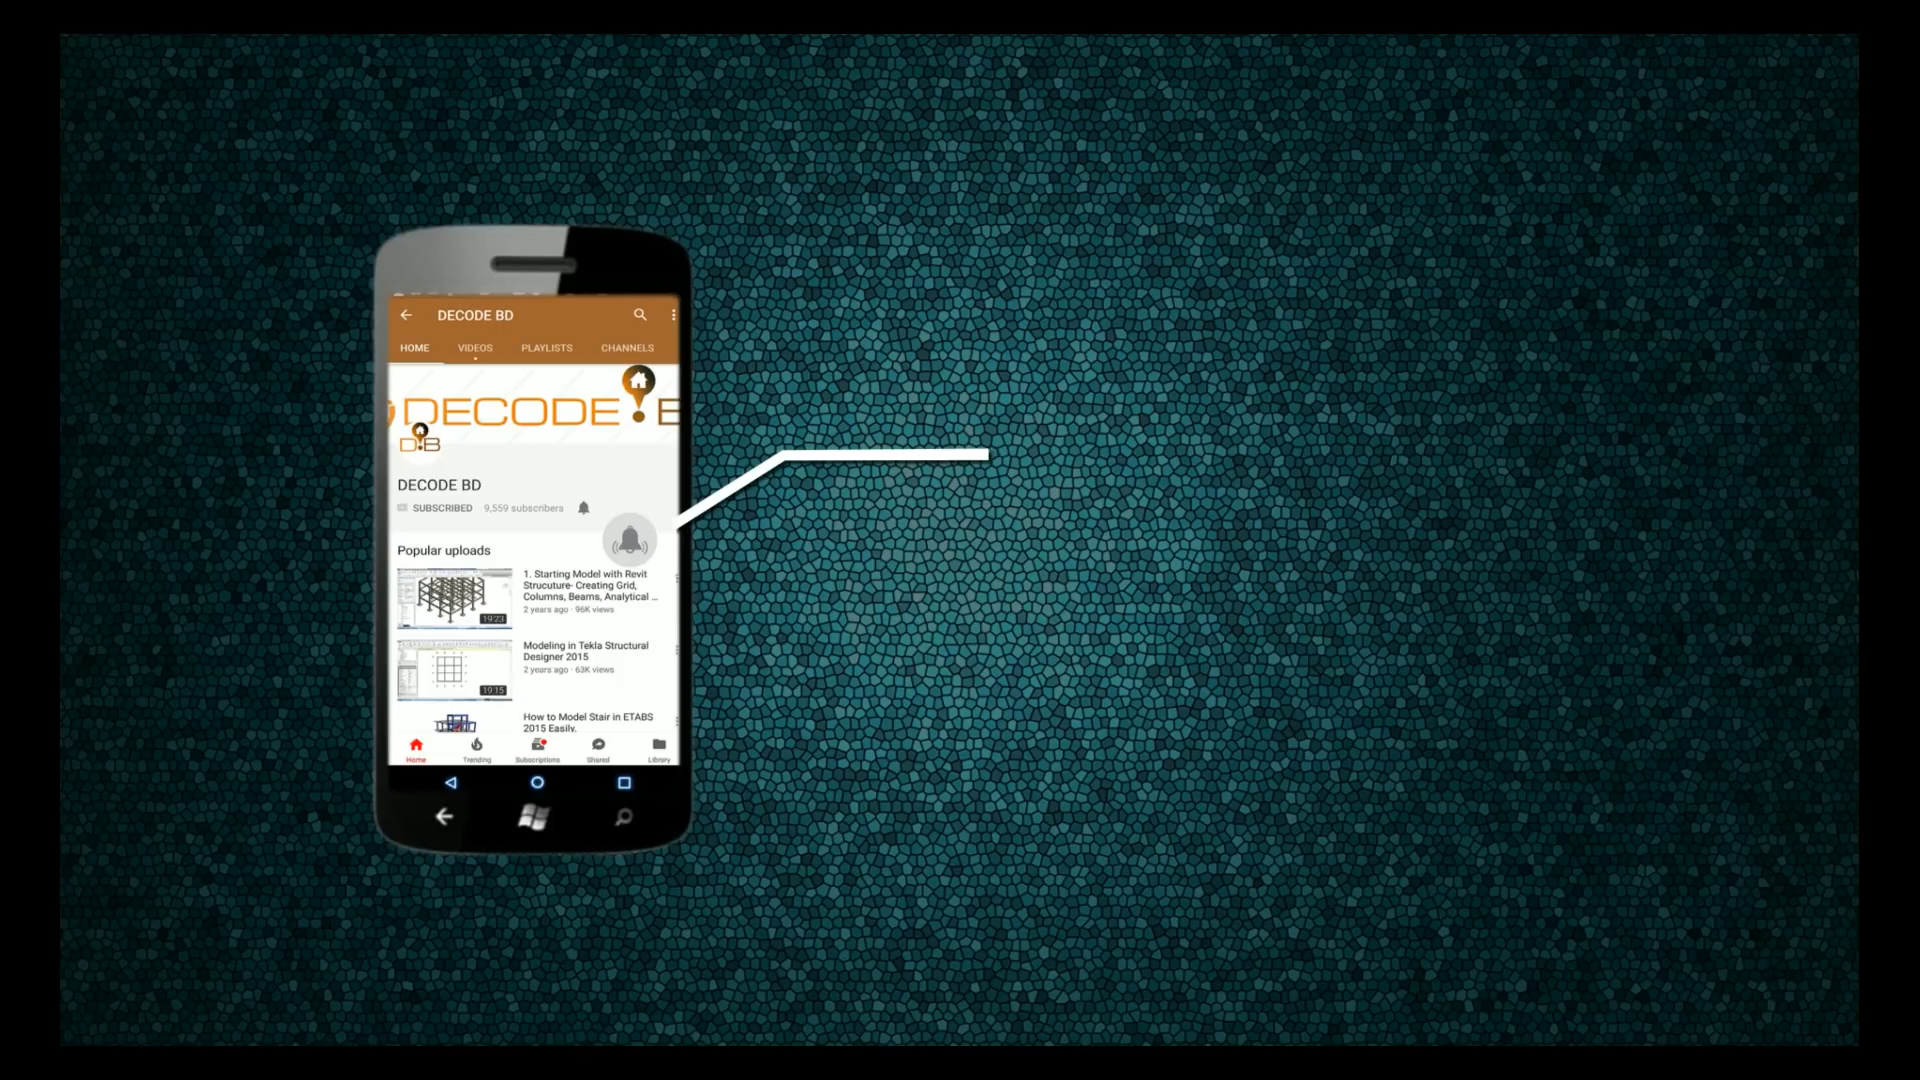 DECODE BD
HOME VIDEOS PLAYLISTS CHANNELS
DECODE B
D B
DECODE BD
SUBSCRIBED 9,559 subscribers
Popular uploads
1. Starting Model with Revit
Strucuture- Creating Grid,
Columns, Beams, Analytical ...
19:23
2 years ago · 96K views
Modeling in Tekla Structural
Designer 2015
2 years ago · 63K views
19:15
How to Model Stair in ETABS
2015 Easily.
Home Trending Subscriptions Shared Library